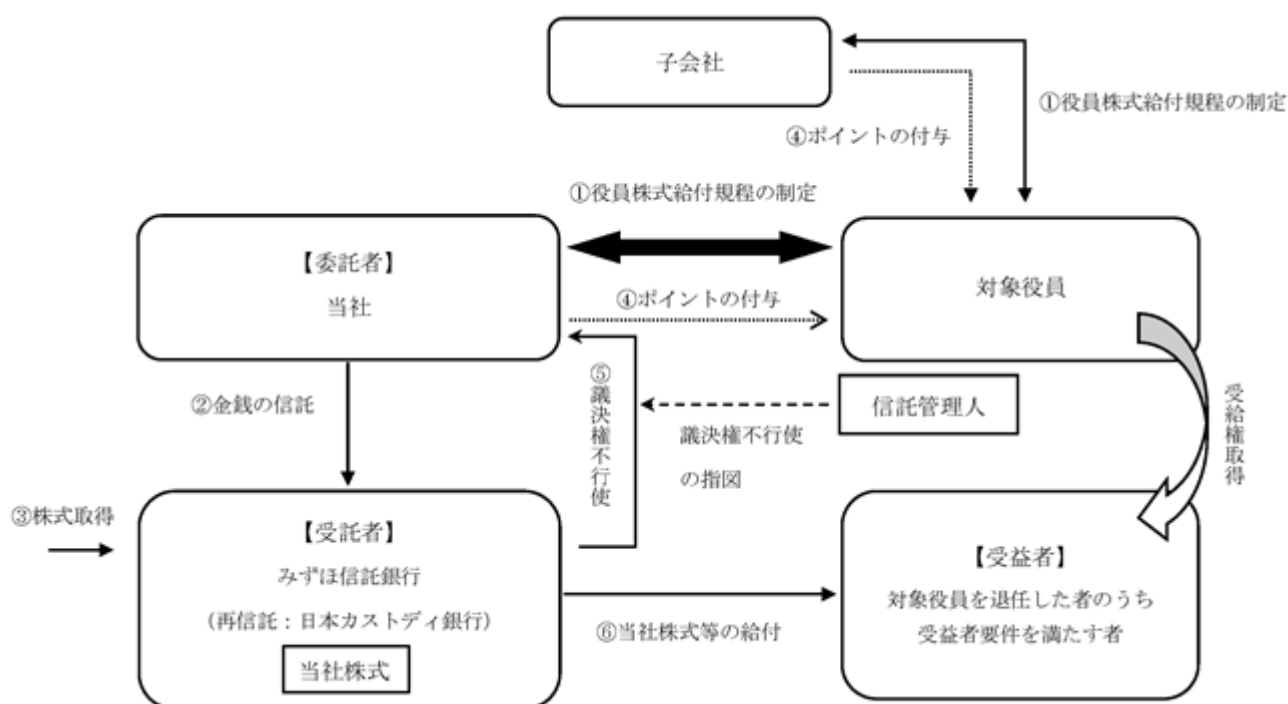 子会社
①役員株式給付規程の制定
④ポイントの付与
①役員株式給付規程の制定
【委託者】
当社
対象役員
④ポイントの付与
②金銭の信託
⑤議決権不行使
信託管理人
議決権不行使
の指図
受給権取得
③株式取得
【受託者】
みずほ信託銀行
(再信託：日本カストディ銀行)
当社株式
⑥当社株式等の給付
【受益者】
対象役員を退任した者のうち
受益者要件を満たす者